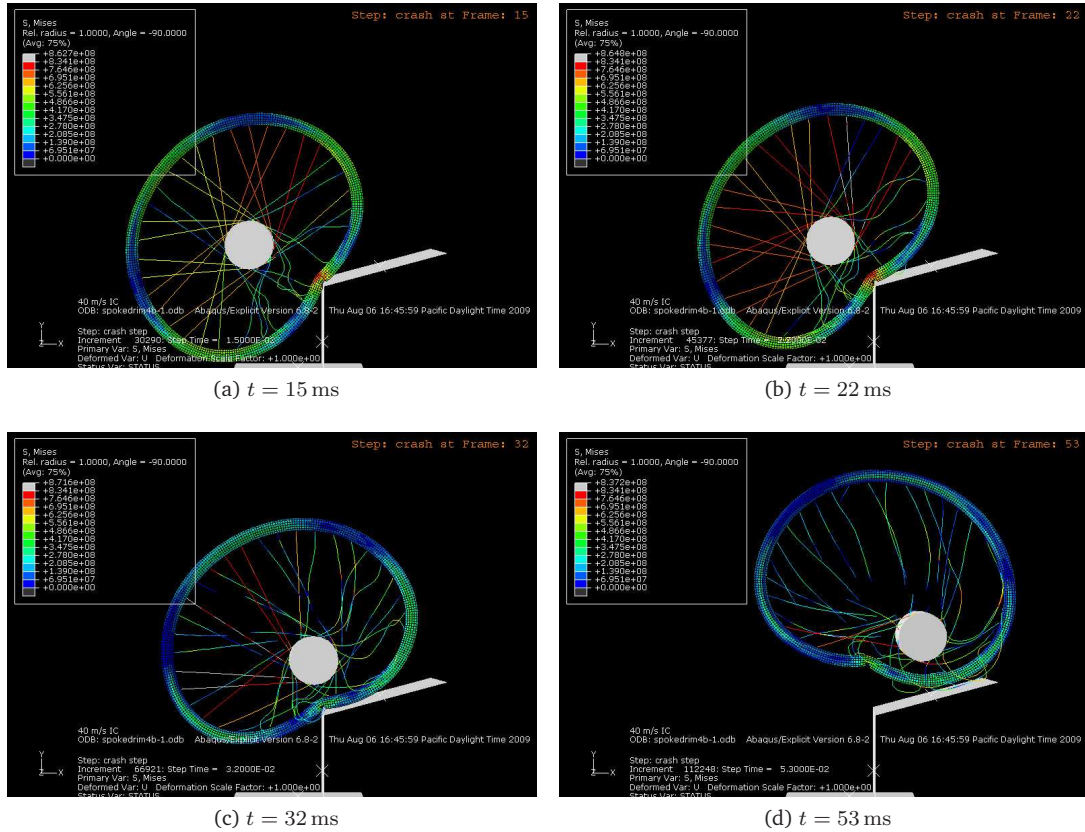 Step: crash st Frame: 15
S, Mises
Rel. radius = 1.0000, Angle = -90.0000
(Avg: 75%)
+8.627e+08
+8.341e+08
+7.646e+08
+6.951e+08
+6.256e+08
+5.561e+08
+4.866e+08
+4.170e+08
+3.475e+08
+2.780e+08
+2.085e+08
+1.390e+08
+6.951e+07
+0.000e+00
40 m/s IC
ODB: spokedrim4b-1.odb Abaqus/Explicit Version 6.8-2 Thu Aug 06 16:45:59 Pacific Daylight Time 2009
Y
Z X
Step: crash step
Increment 30290: Step Time = 1.5000E-02
Primary Var: S, Mises
Deformed Var: U Deformation Scale Factor: +1.000e+00
Status Var: STATUS
(a) t = 15 ms
Step: crash st Frame: 22
S, Mises
Rel. radius = 1.0000, Angle = -90.0000
(Avg: 75%)
+8.648e+08
+8.341e+08
+7.646e+08
+6.951e+08
+6.256e+08
+5.561e+08
+4.866e+08
+4.170e+08
+3.475e+08
+2.780e+08
+2.085e+08
+1.390e+08
+6.951e+07
+0.000e+00
40 m/s IC
ODB: spokedrim4b-1.odb Abaqus/Explicit Version 6.8-2 Thu Aug 06 16:45:59 Pacific Daylight Time 2009
Y
Z X
Step: crash step
Increment 45377: Step Time = 2.2000E-02
Primary Var: S, Mises
Deformed Var: U Deformation Scale Factor: +1.000e+00
Status Var: STATUS
(b) t = 22 ms
Step: crash st Frame: 32
S, Mises
Rel. radius = 1.0000, Angle = -90.0000
(Avg: 75%)
+8.716e+08
+8.341e+08
+7.646e+08
+6.951e+08
+6.256e+08
+5.561e+08
+4.866e+08
+4.170e+08
+3.475e+08
+2.780e+08
+2.085e+08
+1.390e+08
+6.951e+07
+0.000e+00
40 m/s IC
ODB: spokedrim4b-1.odb Abaqus/Explicit Version 6.8-2 Thu Aug 06 16:45:59 Pacific Daylight Time 2009
Y
Z X
Step: crash step
Increment 66921: Step Time = 3.2000E-02
Primary Var: S, Mises
Deformed Var: U Deformation Scale Factor: +1.000e+00
Status Var: STATUS
(c) t = 32 ms
Step: crash st Frame: 53
S, Mises
Rel. radius = 1.0000, Angle = -90.0000
(Avg: 75%)
+8.372e+08
+8.341e+08
+7.646e+08
+6.951e+08
+6.256e+08
+5.561e+08
+4.866e+08
+4.170e+08
+3.475e+08
+2.780e+08
+2.085e+08
+1.390e+08
+6.951e+07
+0.000e+00
40 m/s IC
ODB: spokedrim4b-1.odb Abaqus/Explicit Version 6.8-2 Thu Aug 06 16:45:59 Pacific Daylight Time 2009
Y
Z X
Step: crash step
Increment 112248: Step Time = 5.3000E-02
Primary Var: S, Mises
Deformed Var: U Deformation Scale Factor: +1.000e+00
Status Var: STATUS
(d) t = 53 ms